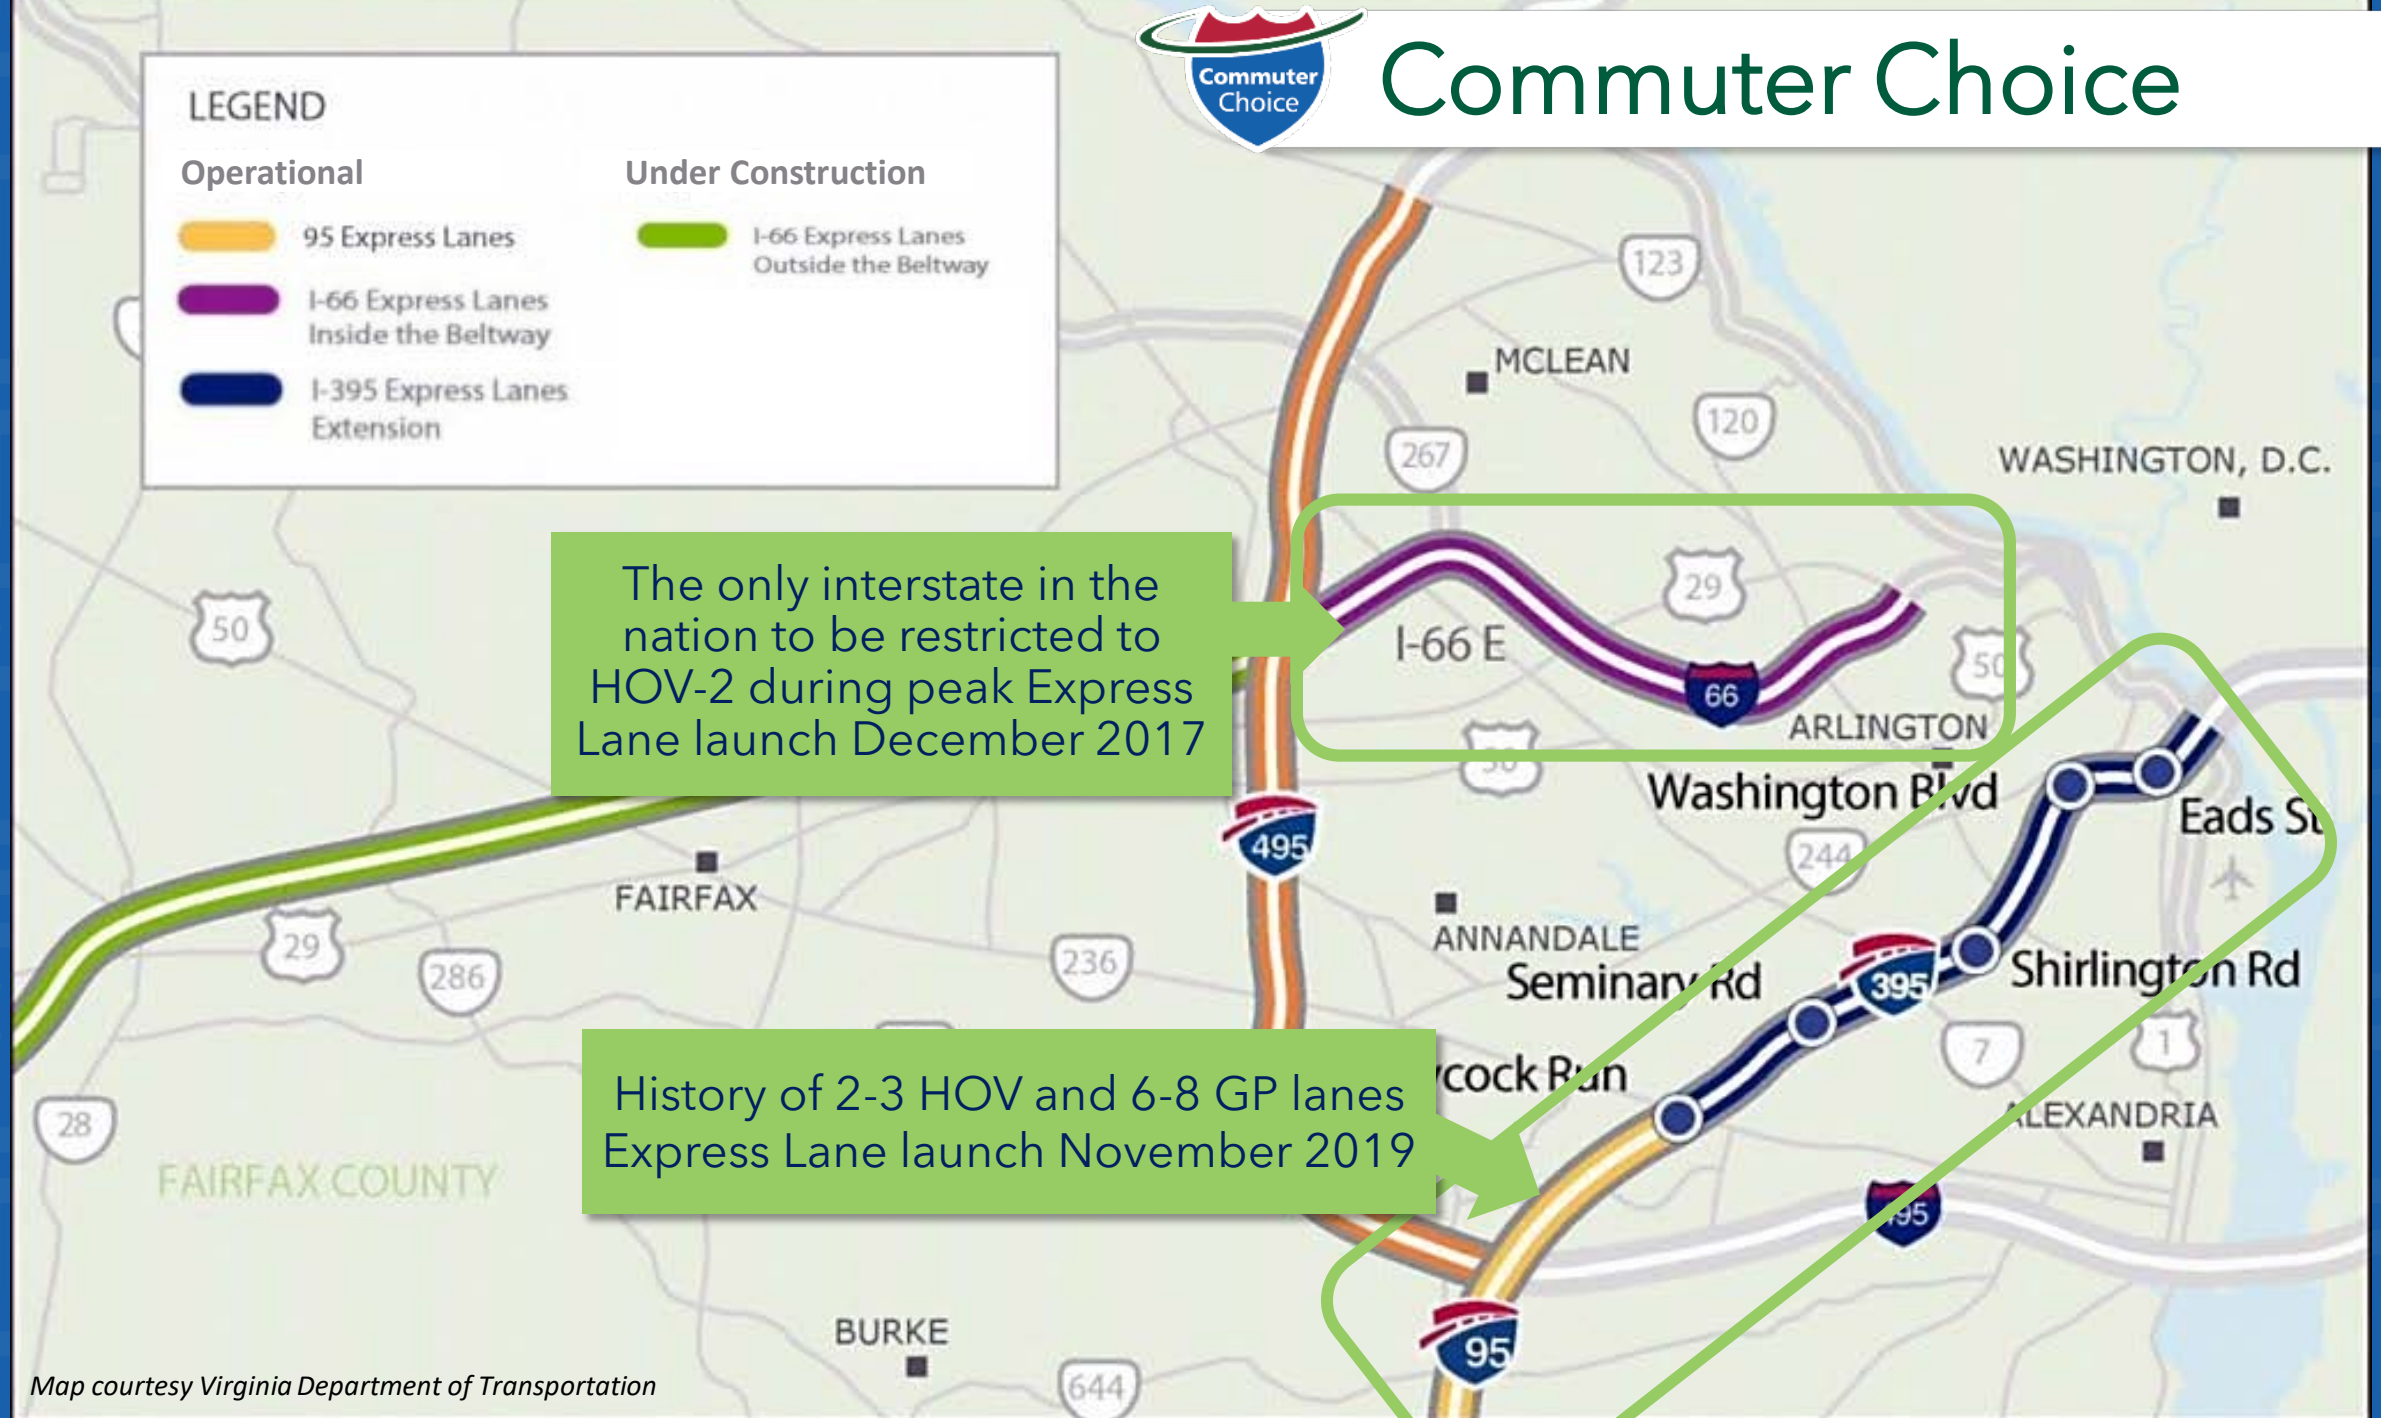 Commuter
Choice
Commuter Choice
LEGEND
Operational
Under Construction
95 Express Lanes
I-66 Express Lanes
Inside the Beltway
I-395 Express Lanes
Extension
I-66 Express Lanes
Outside the Beltway
123
MCLEAN
120
267
WASHINGTON, D.C.
The only interstate in the
nation to be restricted to
HOV-2 during peak Express
Lane launch December 2017
29
50
I-66 E
50
66
ARLINGTON
50
Washington Blvd
Eads St
495
244
FAIRFAX
ANNANDALE
29
286
236
Seminary Rd
395
Shirlington Rd
7
1
History of 2-3 HOV and 6-8 GP lanes
Express Lane launch November 2019
Run
28
ALEXANDRIA
FAIRFAX COUNTY
495
BURKE
95
644
Map courtesy Virginia Department of Transportation